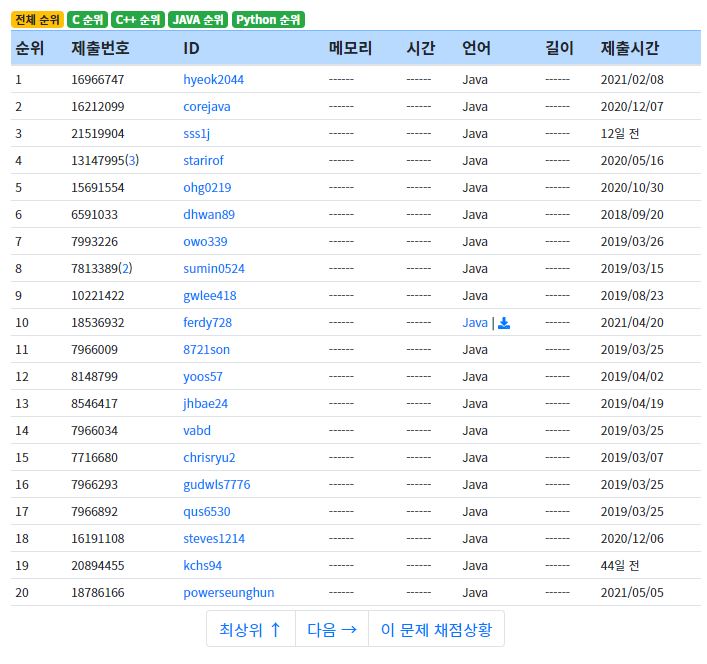 전체 순위 C 순위 C++ 순위 JAVA 순위 Python 순위
순위 제출번호 ID 메모리 시간 언어 길이 제출시간
1 16966747 hyeok2044 ------ ------ Java ------ 2021/02/08
2 16212099 corejava ------ ------ Java ------ 2020/12/07
3 21519904 sss1j ------ ------ Java ------ 12일 전
4 13147995(3) starirof ------ ------ Java ------ 2020/05/16
5 15691554 ohg0219 ------ ------ Java ------ 2020/10/30
6 6591033 dhwan89 ------ ------ Java ------ 2018/09/20
7 7993226 owo339 ------ ------ Java ------ 2019/03/26
8 7813389(2) sumin0524 ------ ------ Java ------ 2019/03/15
9 10221422 gwlee418 ------ ------ Java ------ 2019/08/23
10 18536932 ferdy728 ------ ------ Java | ------ 2021/04/20
11 7966009 8721son ------ ------ Java ------ 2019/03/25
12 8148799 yoos57 ------ ------ Java ------ 2019/04/02
13 8546417 jhbae24 ------ ------ Java ------ 2019/04/19
14 7966034 vabd ------ ------ Java ------ 2019/03/25
15 7716680 chrisryu2 ------ ------ Java ------ 2019/03/07
16 7966293 gudwls7776 ------ ------ Java ------ 2019/03/25
17 7966892 qus6530 ------ ------ Java ------ 2019/03/25
18 16191108 steves1214 ------ ------ Java ------ 2020/12/06
19 20894455 kchs94 ------ ------ Java ------ 44일 전
20 18786166 powerseunghun ------ ------ Java ------ 2021/05/05
최상위 ↑ 다음 → 이 문제 채점상황